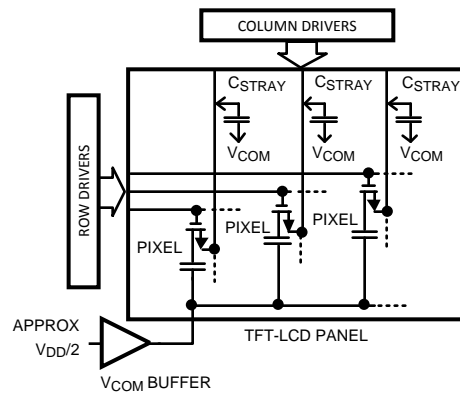 COLUMN DRIVERS
CSTRAY CSTRAY CSTRAY
VCOM VCOM VCOM
ROW DRIVERS
PIXEL PIXEL PIXEL
APPROX
VDD/2
TFT-LCD PANEL
VCOM BUFFER